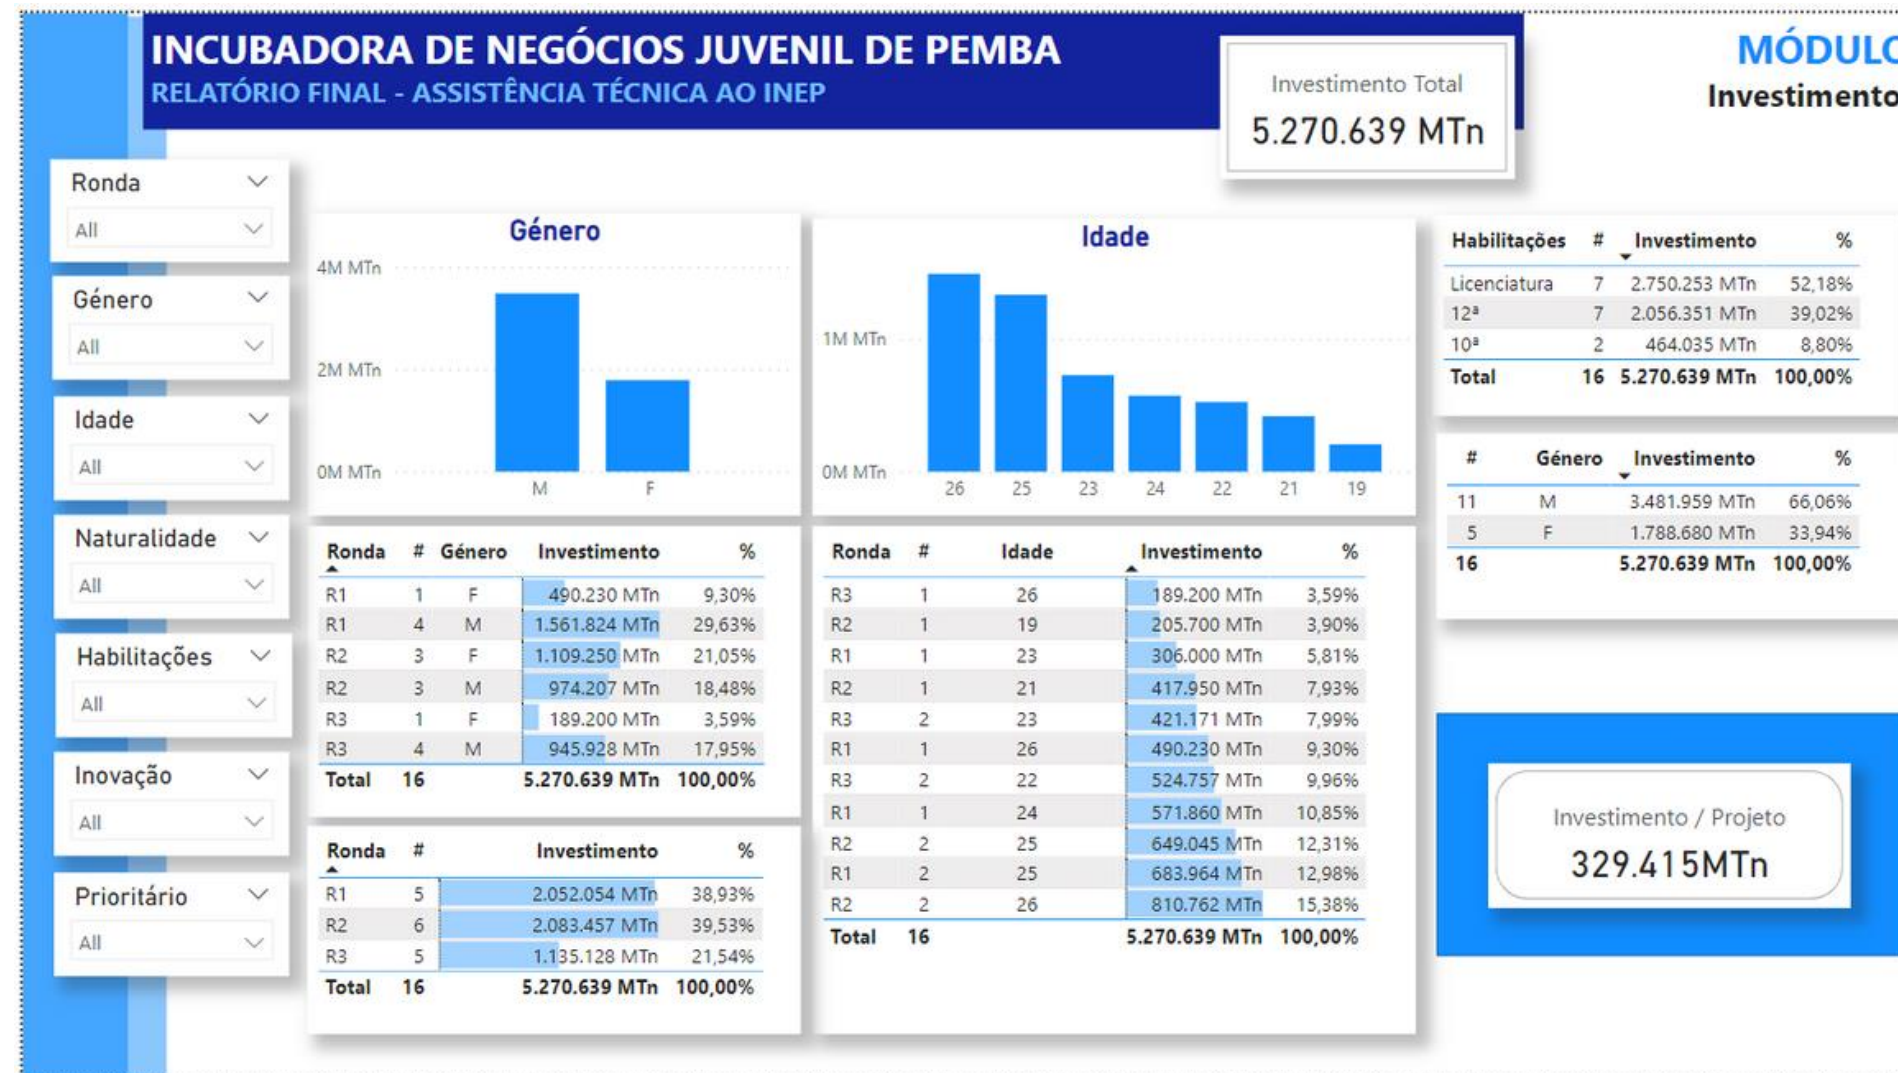 INCUBADORA DE NEGÓCIOS JUVENIL DE PEMBA
RELATÓRIO FINAL - ASSISTÊNCIA TÉCNICA AO INEP
Investimento Total
5.270.639 MTn
MÓDULO
Investimento
Ronda
All
Género
All
Idade
All
Naturalidade
All
Habilitações
All
Inovação
All
Prioritário
All
Género
4M MTn
2M MTn
0M MTn
M F
Idade
1M MTn
0M MTn
26 25 23 24 22 21 19
Habilitações # Investimento %
Licenciatura 7 2.750.253 MTn 52,18%
12ª 7 2.056.351 MTn 39,02%
10ª 2 464.035 MTn 8,80%
Total 16 5.270.639 MTn 100,00%
# Género Investimento %
11 M 3.481.959 MTn 66,06%
5 F 1.788.680 MTn 33,94%
16 5.270.639 MTn 100,00%
Ronda # Género Investimento %
R1 1 F 490.230 MTn 9,30%
R1 4 M 1.561.824 MTn 29,63%
R2 3 F 1.109.250 MTn 21,05%
R2 3 M 974.207 MTn 18,48%
R3 1 F 189.200 MTn 3,59%
R3 4 M 945.928 MTn 17,95%
Total 16 5.270.639 MTn 100,00%
Ronda # Investimento %
R1 5 2.052.054 MTn 38,93%
R2 6 2.083.457 MTn 39,53%
R3 5 1.135.128 MTn 21,54%
Total 16 5.270.639 MTn 100,00%
Ronda # Idade Investimento %
R3 1 26 189.200 MTn 3,59%
R2 1 19 205.700 MTn 3,90%
R1 1 23 306.000 MTn 5,81%
R2 1 21 417.950 MTn 7,93%
R3 2 23 421.171 MTn 7,99%
R1 1 26 490.230 MTn 9,30%
R3 2 22 524.757 MTn 9,96%
R1 1 24 571.860 MTn 10,85%
R2 2 25 649.045 MTn 12,31%
R1 2 25 683.964 MTn 12,98%
R2 2 26 810.762 MTn 15,38%
Total 16 5.270.639 MTn 100,00%
Investimento / Projeto
329.415MTn